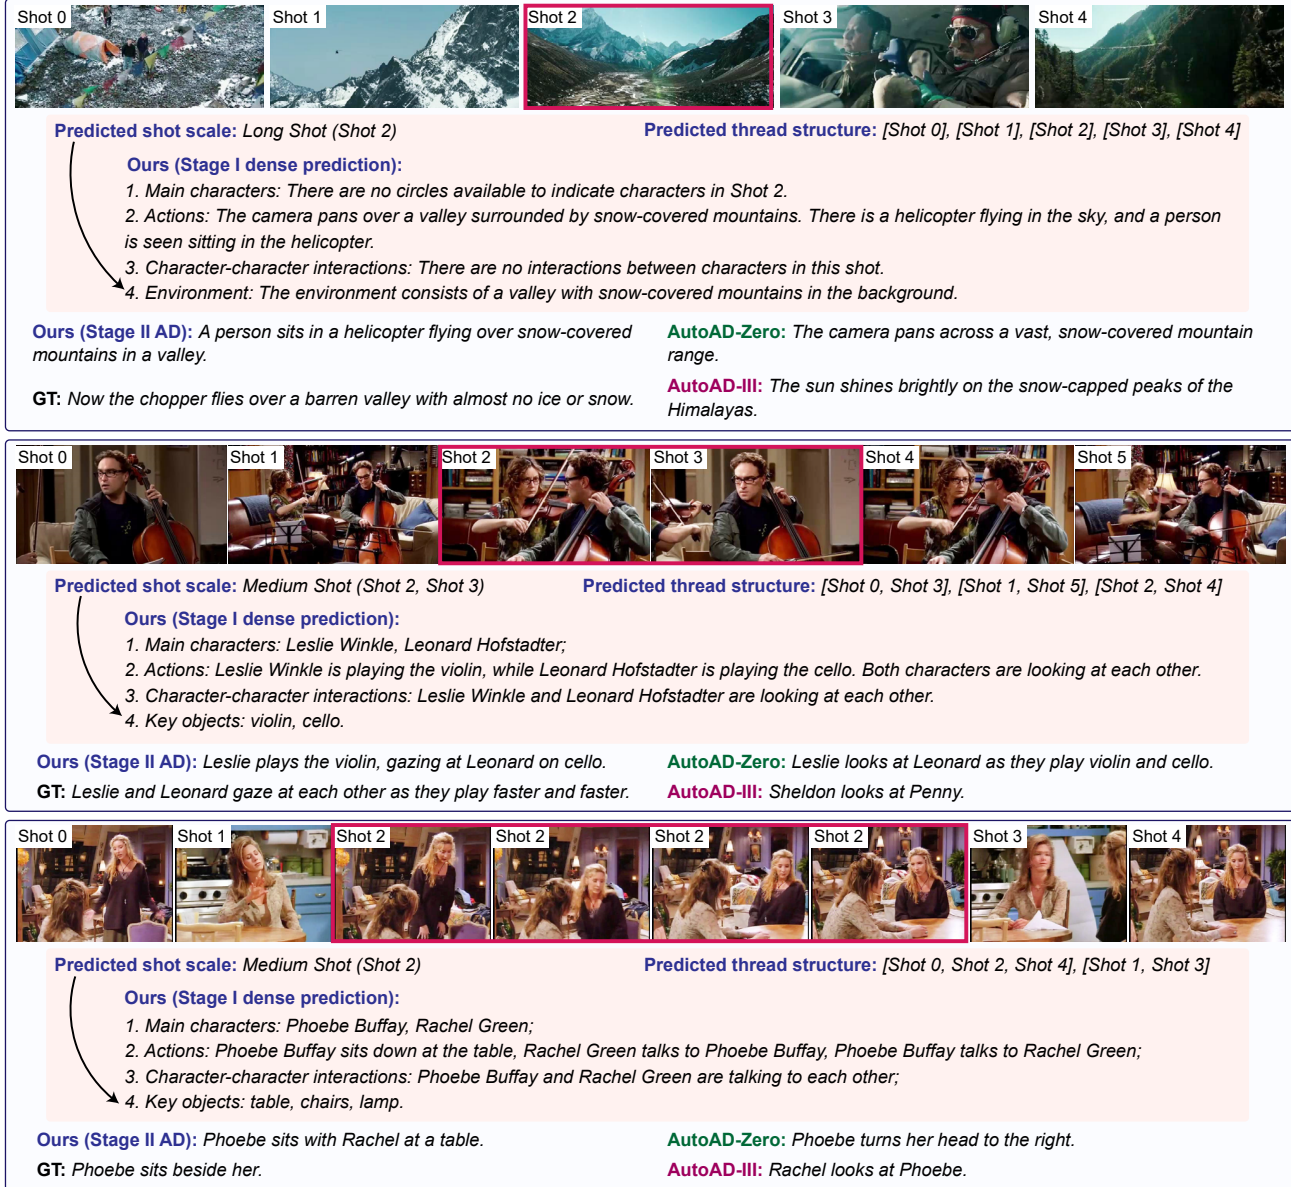 Shot 0
Shot 1
Shot 2
Shot 3
Shot 4
Predicted shot scale: Long Shot (Shot 2)
Predicted thread structure: [Shot 0], [Shot 1], [Shot 2], [Shot 3], [Shot 4]
Ours (Stage I dense prediction):
1. Main characters: There are no circles available to indicate characters in Shot 2.
2. Actions: The camera pans over a valley surrounded by snow-covered mountains. There is a helicopter flying in the sky, and a person
is seen sitting in the helicopter.
3. Character-character interactions: There are no interactions between characters in this shot.
4. Environment: The environment consists of a valley with snow-covered mountains in the background.
Ours (Stage II AD): A person sits in a helicopter flying over snow-covered
mountains in a valley.
GT: Now the chopper flies over a barren valley with almost no ice or snow.
AutoAD-Zero: The camera pans across a vast, snow-covered mountain
range.
AutoAD-III: The sun shines brightly on the snow-capped peaks of the
Himalayas.
Shot 0
Shot 1
Shot 2
Shot 3
Shot 4
Shot 5
Predicted shot scale: Medium Shot (Shot 2, Shot 3)
Predicted thread structure: [Shot 0, Shot 3], [Shot 1, Shot 5], [Shot 2, Shot 4]
Ours (Stage I dense prediction):
1. Main characters: Leslie Winkle, Leonard Hofstadter;
2. Actions: Leslie Winkle is playing the violin, while Leonard Hofstadter is playing the cello. Both characters are looking at each other.
3. Character-character interactions: Leslie Winkle and Leonard Hofstadter are looking at each other.
4. Key objects: violin, cello.
Ours (Stage II AD): Leslie plays the violin, gazing at Leonard on cello.
GT: Leslie and Leonard gaze at each other as they play faster and faster.
AutoAD-Zero: Leslie looks at Leonard as they play violin and cello.
AutoAD-III: Sheldon looks at Penny.
Shot 0
Shot 1
Shot 2
Shot 2
Shot 2
Shot 2
Shot 3
Shot 4
Predicted shot scale: Medium Shot (Shot 2)
Predicted thread structure: [Shot 0, Shot 2, Shot 4], [Shot 1, Shot 3]
Ours (Stage I dense prediction):
1. Main characters: Phoebe Buffay, Rachel Green;
2. Actions: Phoebe Buffay sits down at the table, Rachel Green talks to Phoebe Buffay, Phoebe Buffay talks to Rachel Green;
3. Character-character interactions: Phoebe Buffay and Rachel Green are talking to each other;
4. Key objects: table, chairs, lamp.
Ours (Stage II AD): Phoebe sits with Rachel at a table.
GT: Phoebe sits beside her.
AutoAD-Zero: Phoebe turns her head to the right.
AutoAD-III: Rachel looks at Phoebe.